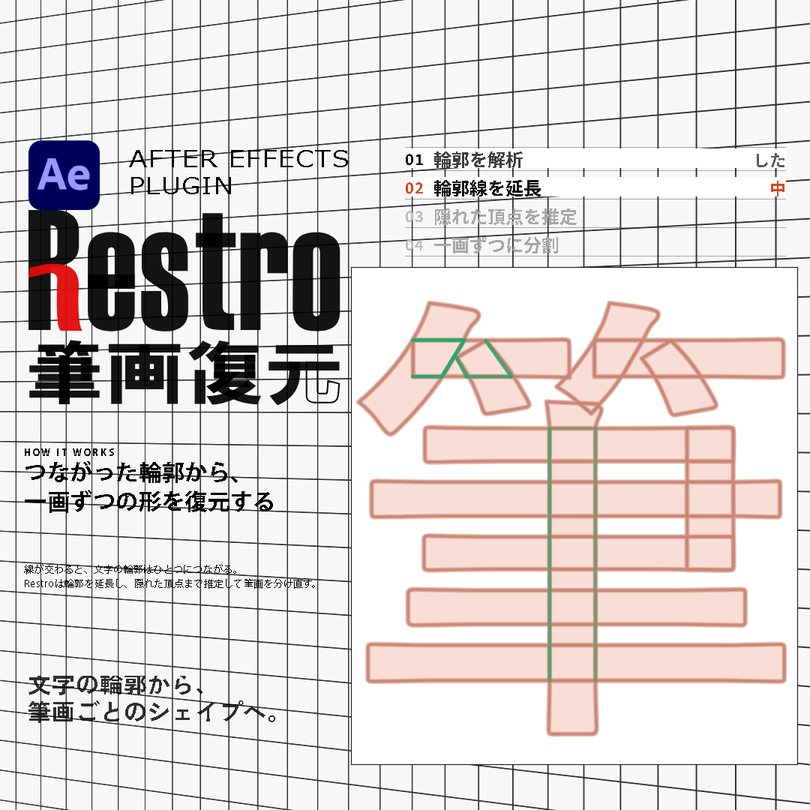 Ae
AFTER EFFECTS
PLUGIN
Restro
筆画復元
HOW IT WORKS
つながった輪郭から、
一画ずつの形を復元する
線が交わると、文字の輪郭はひとつにつながる。
Restroは輪郭を延長し、隠れた頂点まで推定して筆画を分け直す。
文字の輪郭から、
筆画ごとのシェイプへ。
01 輪郭を解析 した
02 輪郭線を延長 中
03 隠れた頂点を推定
04 一画ずつに分割
筆